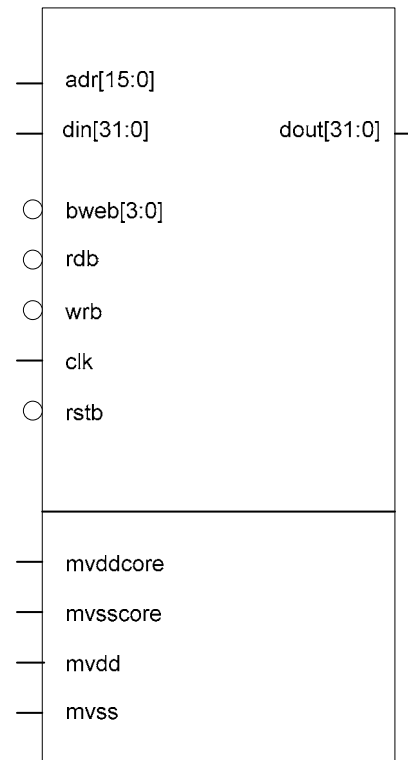 adr[15:0]
din[31:0] dout[31:0]
bweb[3:0]
rdb
wrb
clk
rstb
mvddcore
mvsscore
mvdd
mvss